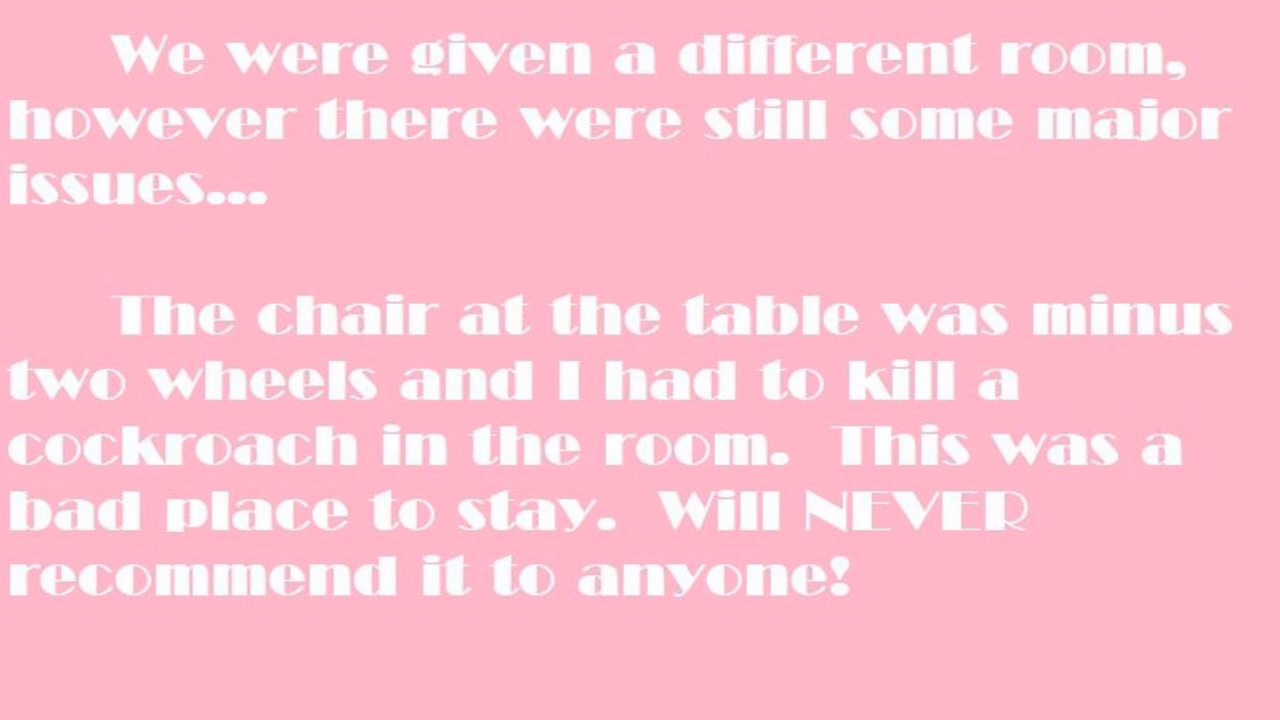 We were given a different room,
however there were still some major
issues...
The chair at the table was minus
two wheels and I had to kill a
cockroach in the room.  This was a
bad place to stay.  Will NEVER
recommend it to anyone!